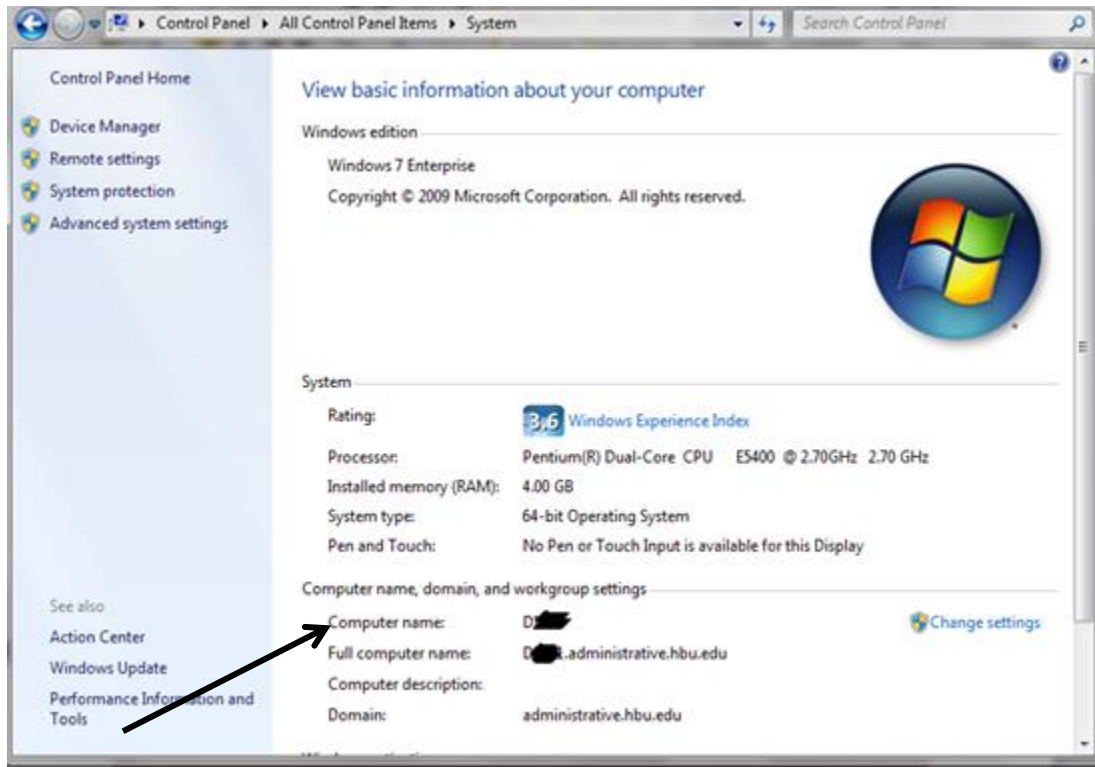 Control Panel ▸ All Control Panel Items ▸ System
Search Control Panel
Control Panel Home
Device Manager
Remote settings
System protection
Advanced system settings
See also
Action Center
Windows Update
Performance Information and
Tools
View basic information about your computer
Windows edition
Windows 7 Enterprise
Copyright © 2009 Microsoft Corporation. All rights reserved.
System
Rating: 3,6 Windows Experience Index
Processor: Pentium(R) Dual-Core CPU E5400 @ 2.70GHz 2.70 GHz
Installed memory (RAM): 4.00 GB
System type: 64-bit Operating System
Pen and Touch: No Pen or Touch Input is available for this Display
Computer name, domain, and workgroup settings
Computer name: Change settings
Full computer name: .administrative.hbu.edu
Computer description:
Domain: administrative.hbu.edu